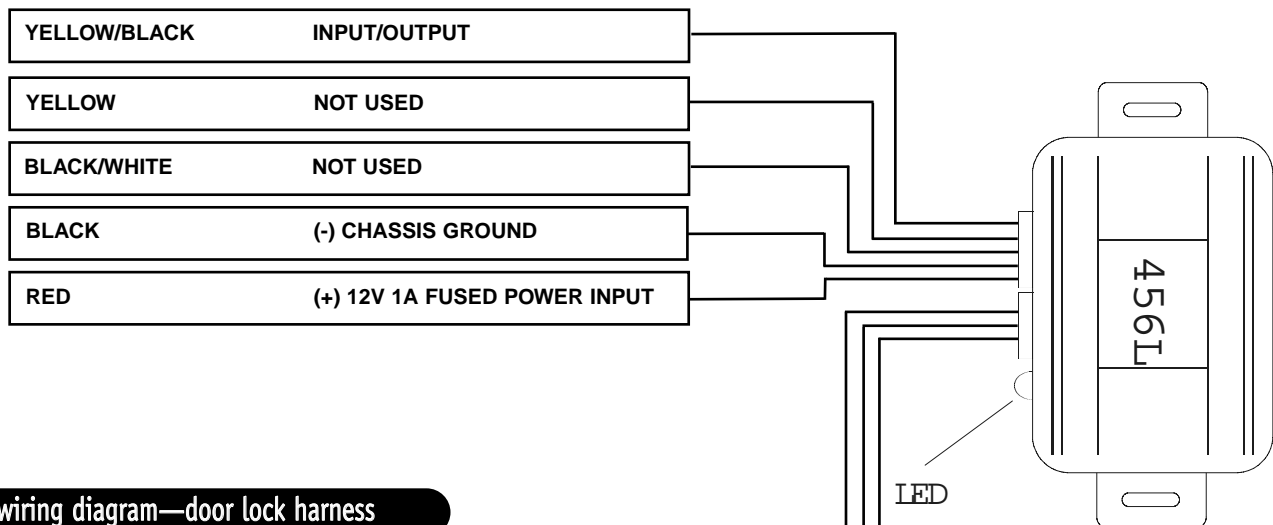 YELLOW/BLACK INPUT/OUTPUT
YELLOW NOT USED
BLACK/WHITE NOT USED
BLACK (-) CHASSIS GROUND
RED (+) 12V 1A FUSED POWER INPUT
456L
LED
wiring diagram—door lock harness